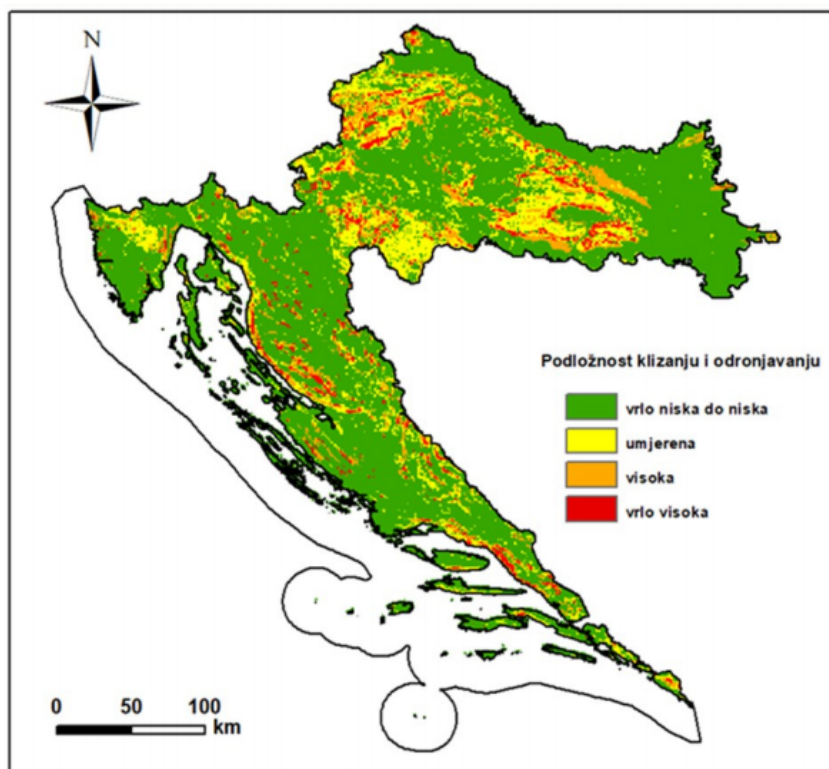 N
Podložnost klizanju i odronjavanju
vrlo niska do niska
umjerena
visoka
vrlo visoka
0 50 100
km